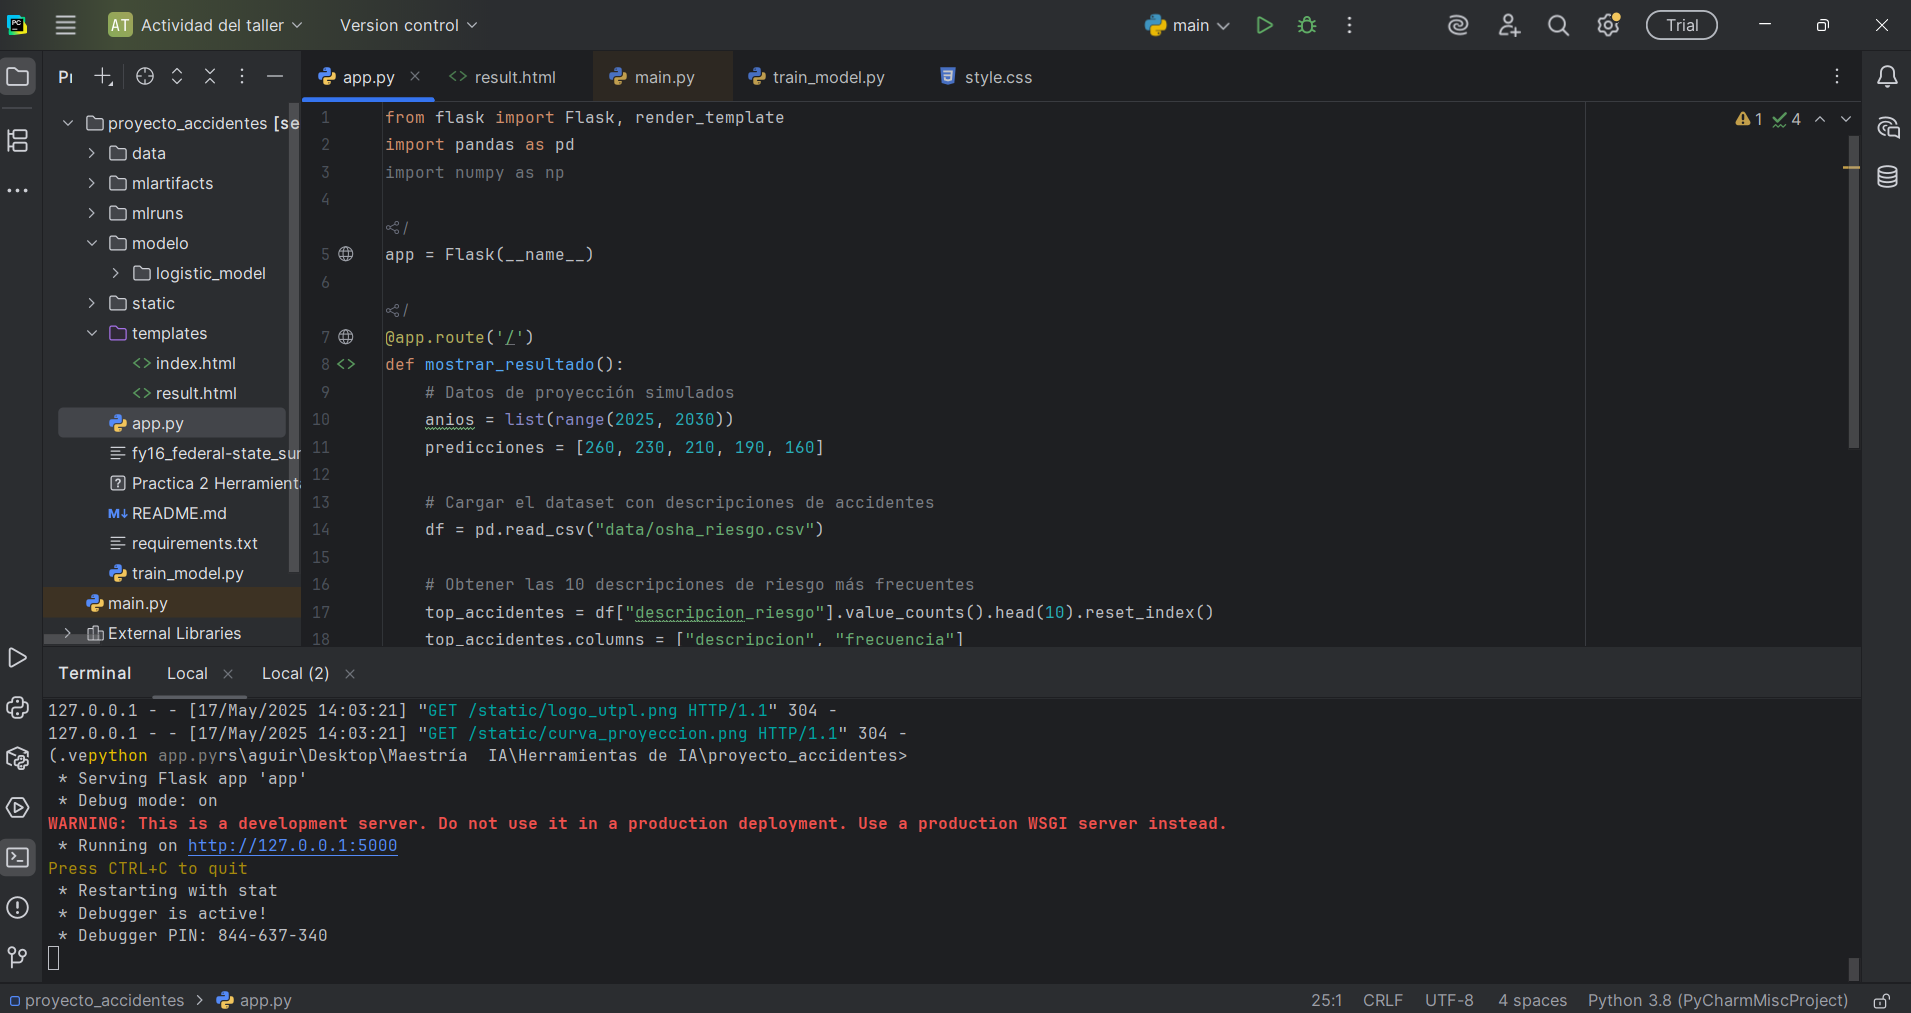 PC
AT Actividad del taller
Version control
main
Trial
Pr
app.py
result.html
main.py
train_model.py
style.css
proyecto_accidentes [se
data
mlartifacts
mlruns
modelo
logistic_model
static
templates
index.html
result.html
app.py
fy16_federal-state_sur
Practica 2 Herramient
README.md
requirements.txt
train_model.py
main.py
External Libraries
1 from flask import Flask, render_template
2 import pandas as pd
3 import numpy as np
4
/
5 app = Flask(__name__)
6
/
7 @app.route('/')
8 def mostrar_resultado():
9 # Datos de proyección simulados
10 anios = list(range(2025, 2030))
11 predicciones = [260, 230, 210, 190, 160]
12
13 # Cargar el dataset con descripciones de accidentes
14 df = pd.read_csv("data/osha_riesgo.csv")
15
16 # Obtener las 10 descripciones de riesgo más frecuentes
17 top_accidentes = df["descripcion_riesgo"].value_counts().head(10).reset_index()
18 top_accidentes.columns = ["descripcion", "frecuencia"]
1 4
Terminal
Local
Local (2)
127.0.0.1 - - [17/May/2025 14:03:21] "GET /static/logo_utpl.png HTTP/1.1" 304 -
127.0.0.1 - - [17/May/2025 14:03:21] "GET /static/curva_proyeccion.png HTTP/1.1" 304 -
(.vepython app.pyrs\aguir\Desktop\Maestría  IA\Herramientas de IA\proyecto_accidentes>
* Serving Flask app 'app'
* Debug mode: on
WARNING: This is a development server. Do not use it in a production deployment. Use a production WSGI server instead.
* Running on http://127.0.0.1:5000
Press CTRL+C to quit
* Restarting with stat
* Debugger is active!
* Debugger PIN: 844-637-340
proyecto_accidentes > app.py
25:1 CRLF UTF-8 4 spaces Python 3.8 (PyCharmMiscProject)